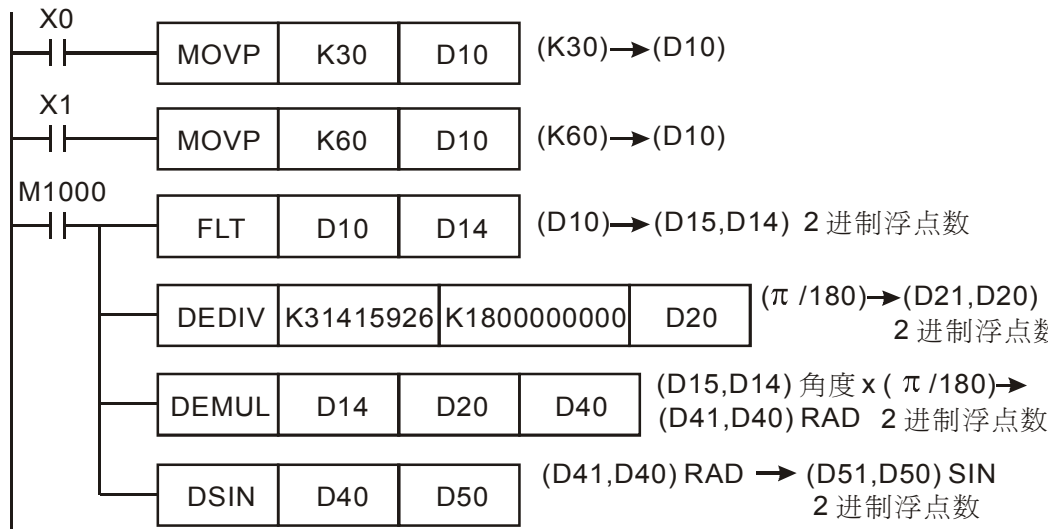 X0
MOVP K30 D10 (K30)→(D10)
X1
MOVP K60 D10 (K60)→(D10)
M1000
FLT D10 D14 (D10)→(D15,D14) 2 进制浮点数
DEDIV K31415926 K1800000000 D20 (π /180)→(D21,D20)
2 进制浮点数
DEMUL D14 D20 D40 (D15,D14) 角度 x ( π /180)→
(D41,D40) RAD 2 进制浮点数
DSIN D40 D50 (D41,D40) RAD → (D51,D50) SIN
2 进制浮点数